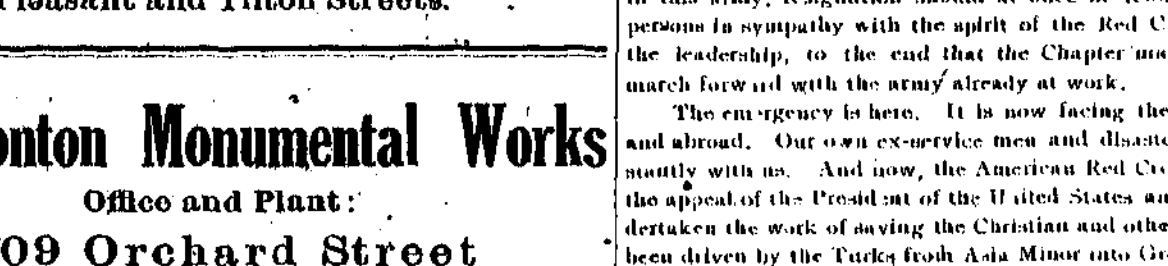 Pleasant and Tilton Streets.
onton Monumental Works
Office and Plant:
09 Orchard Street
persons in sympathy with the spirit of the Red C
the leadership, to the end that the Chapter
march forward with the army already at work.
The emergency is here. It is now facing the
and abroad. Our own ex-service men and disaste
stantly with us. And now, the American Red Cro
the appeal of the President of the United States an
dertaken the work of saving the Christian and othe
been driven by the Turks from Asia Minor into Gr